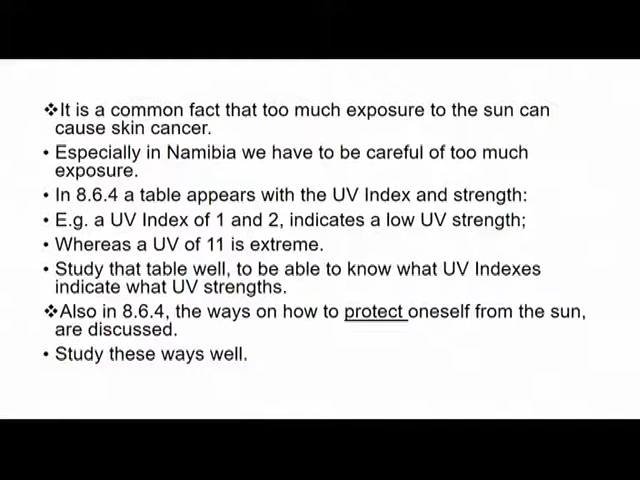 ❖It is a common fact that too much exposure to the sun can
cause skin cancer.
• Especially in Namibia we have to be careful of too much
exposure.
• In 8.6.4 a table appears with the UV Index and strength:
• E.g. a UV Index of 1 and 2, indicates a low UV strength;
• Whereas a UV of 11 is extreme.
• Study that table well, to be able to know what UV Indexes
indicate what UV strengths.
❖Also in 8.6.4, the ways on how to protect oneself from the sun,
are discussed.
• Study these ways well.